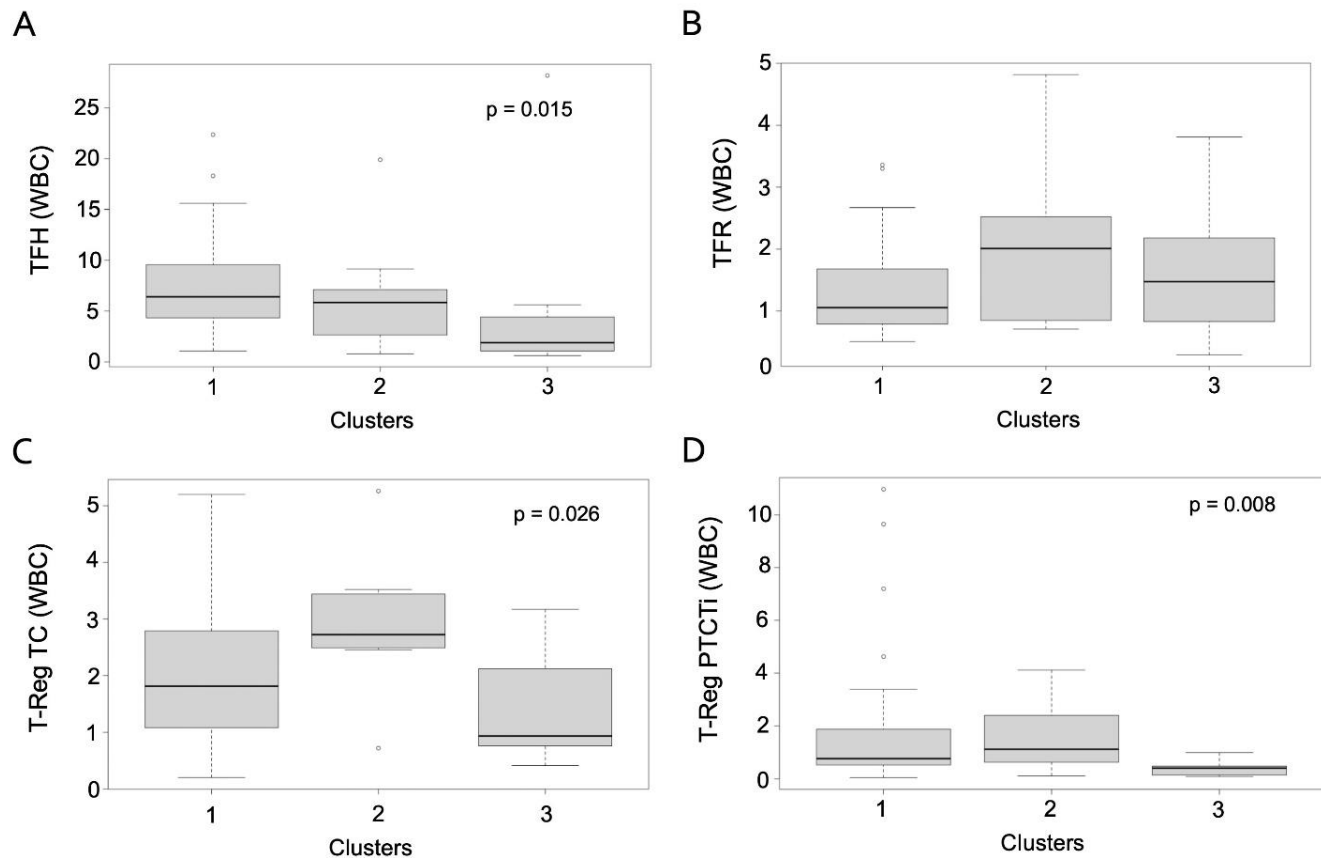 A
TFH (WBC)
25
20
15
10
5
0
p = 0.015
1 2 3
Clusters
B
TFR (WBC)
5
4
3
2
1
0
1 2 3
Clusters
C
T-Reg TC (WBC)
5
4
3
2
1
0
p = 0.026
1 2 3
Clusters
D
T-Reg PTCTi (WBC)
10
8
6
4
2
0
p = 0.008
1 2 3
Clusters